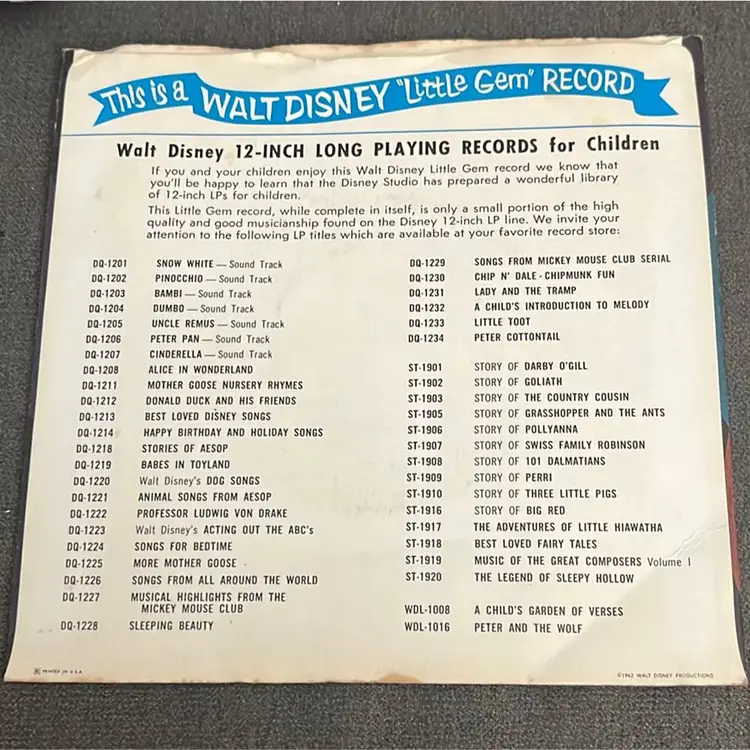 This is a WALT DISNEY "Little Gem" RECORD
Walt Disney 12-INCH LONG PLAYING RECORDS for Children
If you and your children enjoy this Walt Disney Little Gem record we know that
you'll be happy to learn that the Disney Studio has prepared a wonderful library
of 12-inch LPs for children.
This Little Gem record, while complete in itself, is only a small portion of the high
quality and good musicianship found on the Disney 12-inch LP line. We invite your
attention to the following LP titles which are available at your favorite record store:
DQ-1201 SNOW WHITE — Sound Track
DQ-1202 PINOCCHIO — Sound Track
DQ-1203 BAMBI — Sound Track
DQ-1204 DUMBO — Sound Track
DQ-1205 UNCLE REMUS — Sound Track
DQ-1206 PETER PAN — Sound Track
DQ-1207 CINDERELLA — Sound Track
DQ-1208 ALICE IN WONDERLAND
DQ-1211 MOTHER GOOSE NURSERY RHYMES
DQ-1212 DONALD DUCK AND HIS FRIENDS
DQ-1213 BEST LOVED DISNEY SONGS
DQ-1214 HAPPY BIRTHDAY AND HOLIDAY SONGS
DQ-1218 STORIES OF AESOP
DQ-1219 BABES IN TOYLAND
DQ-1220 Walt Disney's DOG SONGS
DQ-1221 ANIMAL SONGS FROM AESOP
DQ-1222 PROFESSOR LUDWIG VON DRAKE
DQ-1223 Walt Disney's ACTING OUT THE ABC's
DQ-1224 SONGS FOR BEDTIME
DQ-1225 MORE MOTHER GOOSE
DQ-1226 SONGS FROM ALL AROUND THE WORLD
DQ-1227 MUSICAL HIGHLIGHTS FROM THE
MICKEY MOUSE CLUB
DQ-1228 SLEEPING BEAUTY
DQ-1229 SONGS FROM MICKEY MOUSE CLUB SERIAL
DQ-1230 CHIP N' DALE - CHIPMUNK FUN
DQ-1231 LADY AND THE TRAMP
DQ-1232 A CHILD'S INTRODUCTION TO MELODY
DQ-1233 LITTLE TOOT
DQ-1234 PETER COTTONTAIL
ST-1901 STORY OF DARBY O'GILL
ST-1902 STORY OF GOLIATH
ST-1903 STORY OF THE COUNTRY COUSIN
ST-1905 STORY OF GRASSHOPPER AND THE ANTS
ST-1906 STORY OF POLLYANNA
ST-1907 STORY OF SWISS FAMILY ROBINSON
ST-1908 STORY OF 101 DALMATIANS
ST-1909 STORY OF PERRI
ST-1910 STORY OF THREE LITTLE PIGS
ST-1916 STORY OF BIG RED
ST-1917 THE ADVENTURES OF LITTLE HIAWATHA
ST-1918 BEST LOVED FAIRY TALES
ST-1919 MUSIC OF THE GREAT COMPOSERS Volume I
ST-1920 THE LEGEND OF SLEEPY HOLLOW
WDL-1008 A CHILD'S GARDEN OF VERSES
WDL-1016 PETER AND THE WOLF
PRINTED IN U.S.A.
©1963 WALT DISNEY PRODUCTIONS